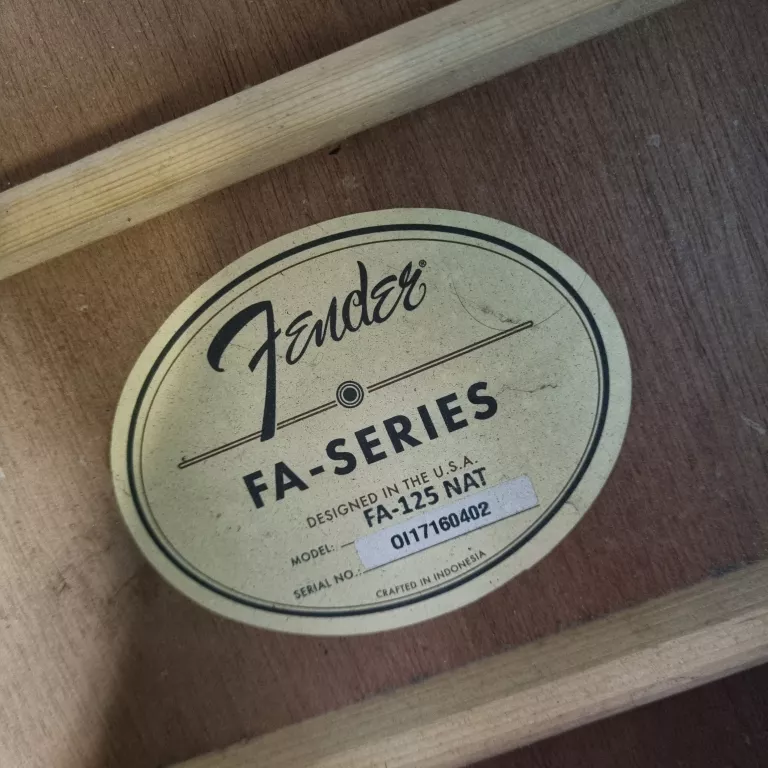 Fender®
FA-SERIES
DESIGNED IN THE U.S.A.
MODEL: FA-125 NAT
SERIAL NO.: OI17160402
CRAFTED IN INDONESIA